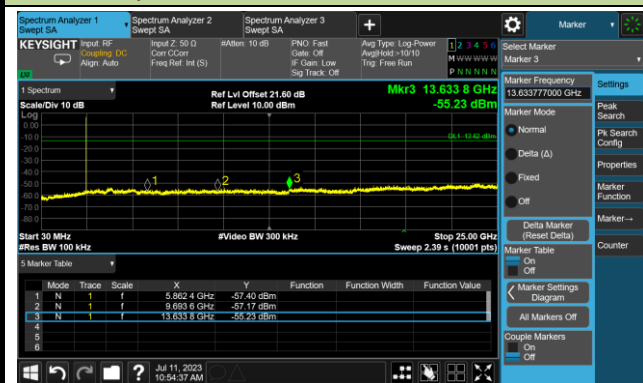 Spectrum Analyzer 1
Swept SA
Spectrum Analyzer 2
Swept SA
Spectrum Analyzer 3
Swept SA
+
Marker
KEYSIGHT
Input: RF
Coupling: DC
Align: Auto
Input Z: 50 Ω
Corr CCorr
Freq Ref: Int (S)
#Atten: 10 dB
PNO: Fast
Gate: Off
IF Gain: Low
Sig Track: Off
Avg Type: Log-Power
Avg|Hold:>10/10
Trig: Free Run
1 2 3 4 5 6
M W W W W W
P N N N N N
Select Marker
Marker 3
LXI
1 Spectrum
Scale/Div 10 dB
Ref Lvl Offset 21.60 dB
Ref Level 10.00 dBm
Mkr3 13.633 8 GHz
-55.23 dBm
Log
0.00
-10.0
-20.0
-30.0
-40.0
-50.0
-60.0
-70.0
-80.0
1
2
3
Start 30 MHz
#Res BW 100 kHz
#Video BW 300 kHz
Stop 25.00 GHz
Sweep 2.39 s (10001 pts)
5 Marker Table
Mode Trace Scale X Y Function Function Width Function Value
1 N 1 f 5.862 4 GHz -57.40 dBm
2 N 1 f 9.693 6 GHz -57.17 dBm
3 N 1 f 13.633 8 GHz -55.23 dBm
4
5
6
Marker Frequency
13.633777000 GHz
Marker Mode
Normal
Delta (Δ)
Fixed
Off
Delta Marker
(Reset Delta)
Marker Table
On
Off
Marker Settings
Diagram
All Markers Off
Couple Markers
On
Off
Settings
Peak
Search
Pk Search
Config
Properties
Marker
Function
Marker→
Counter
?
Jul 11, 2023
10:54:37 AM